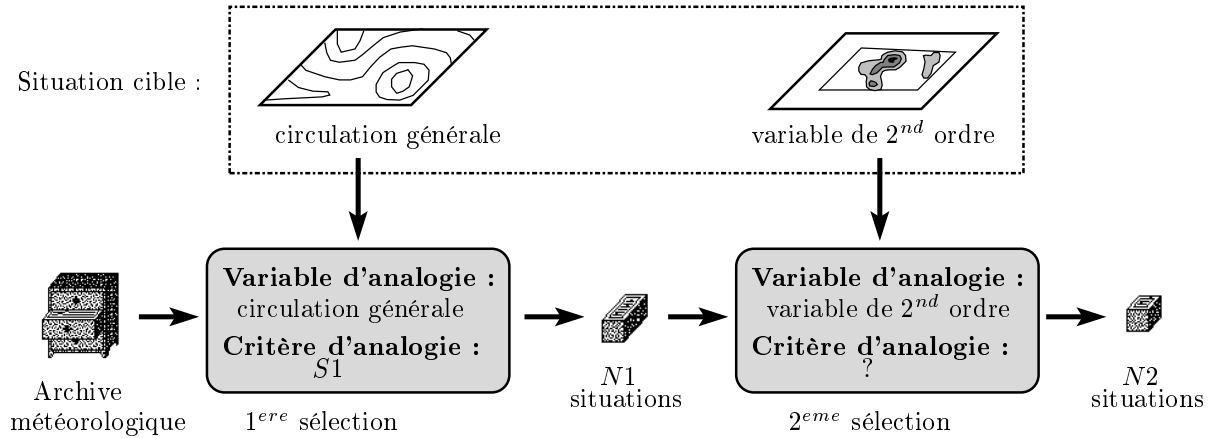 Situation cible :
circulation générale
variable de 2nd ordre
Variable d'analogie :
circulation générale
Critère d'analogie :
S1
Variable d'analogie :
variable de 2nd ordre
Critère d'analogie :
?
Archive
météorologique
1ere sélection
N1
situations
2eme sélection
N2
situations